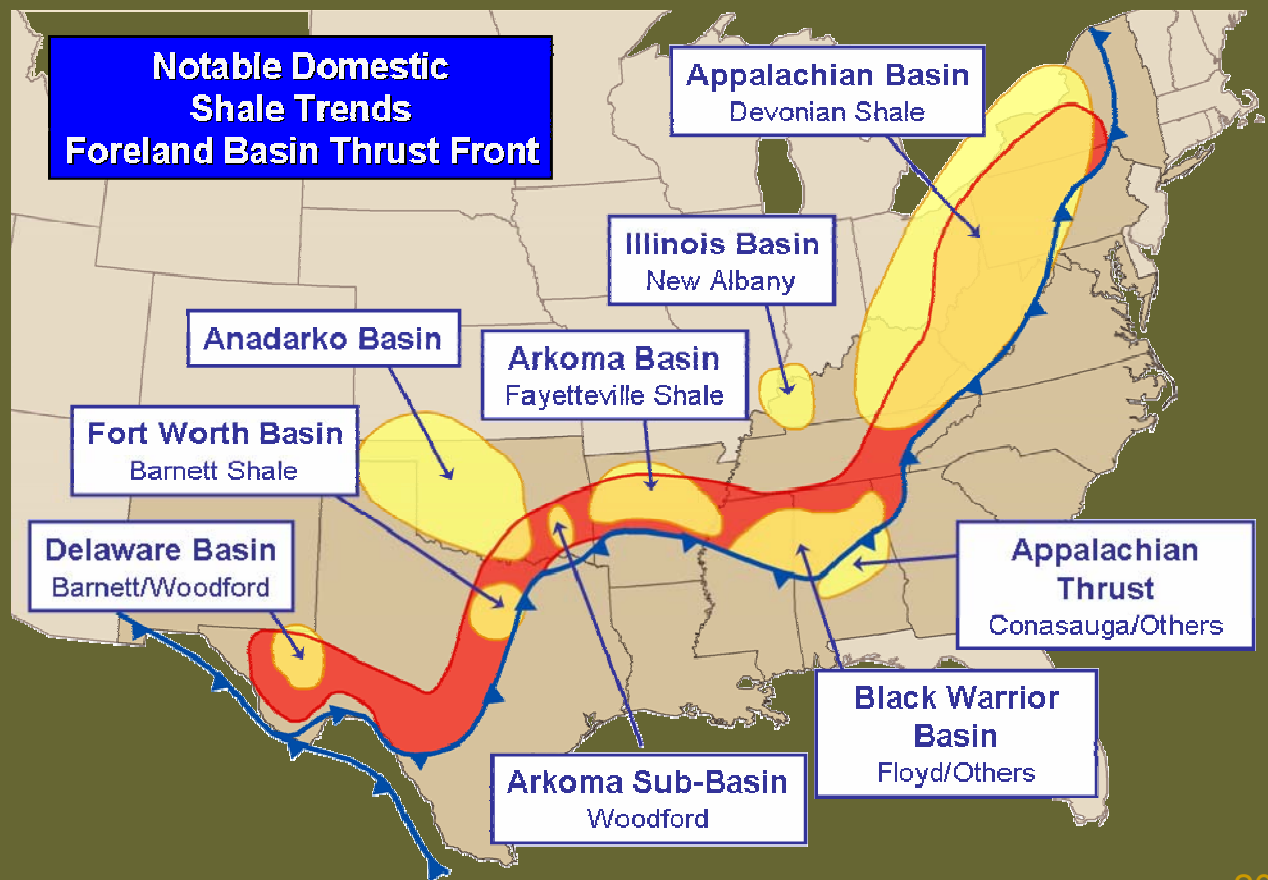 Notable Domestic
Shale Trends
Foreland Basin Thrust Front
Appalachian Basin
Devonian Shale
Illinois Basin
New Albany
Anadarko Basin
Arkoma Basin
Fayetteville Shale
Fort Worth Basin
Barnett Shale
Delaware Basin
Barnett/Woodford
Appalachian
Thrust
Conasauga/Others
Black Warrior
Basin
Floyd/Others
Arkoma Sub-Basin
Woodford